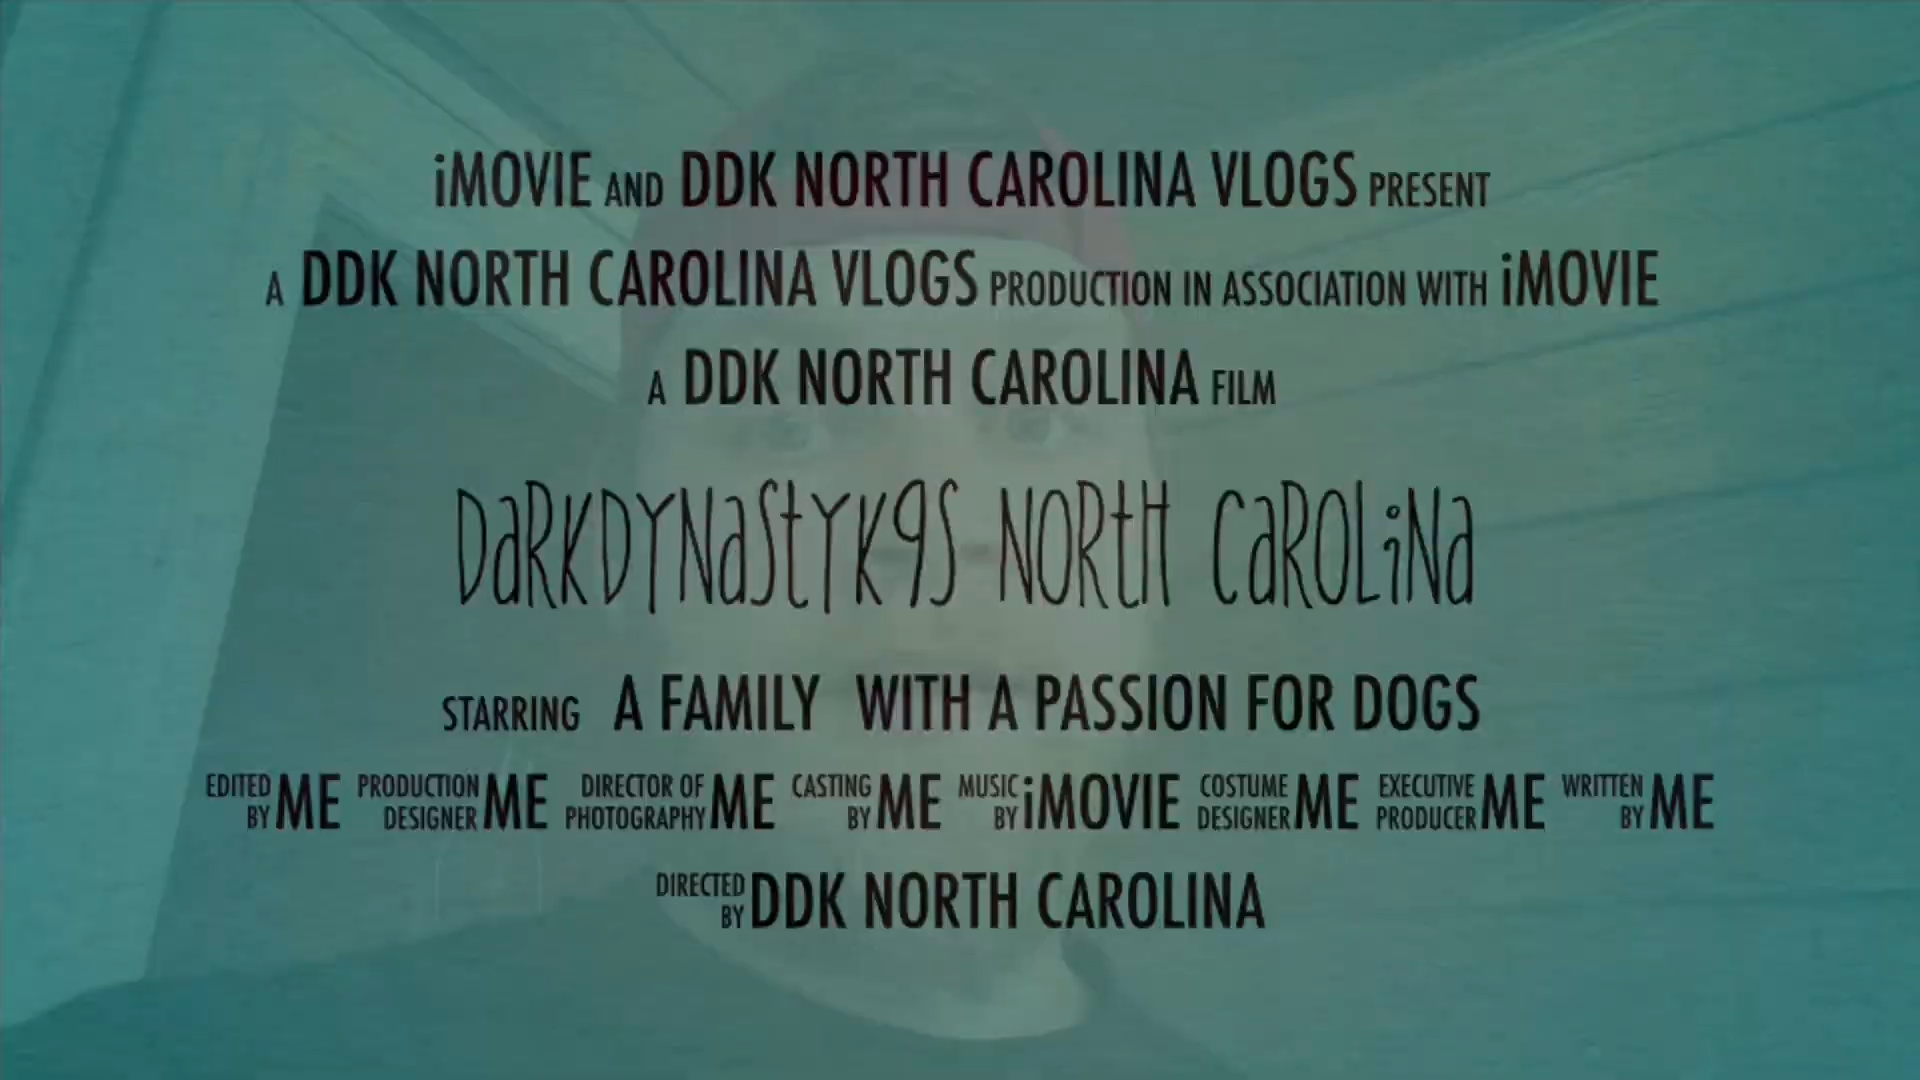 iMOVIE AND DDK NORTH CAROLINA VLOGS PRESENT
A DDK NORTH CAROLINA VLOGS PRODUCTION IN ASSOCIATION WITH iMOVIE
A DDK NORTH CAROLINA FILM
DaRKDYNaStYK9S NORtH CaROLiNa
STARRING A FAMILY WITH A PASSION FOR DOGS
EDITED BY ME PRODUCTION DESIGNER ME DIRECTOR OF PHOTOGRAPHY ME CASTING BY ME MUSIC BY iMOVIE COSTUME DESIGNER ME EXECUTIVE PRODUCER ME WRITTEN BY ME
DIRECTED BY DDK NORTH CAROLINA